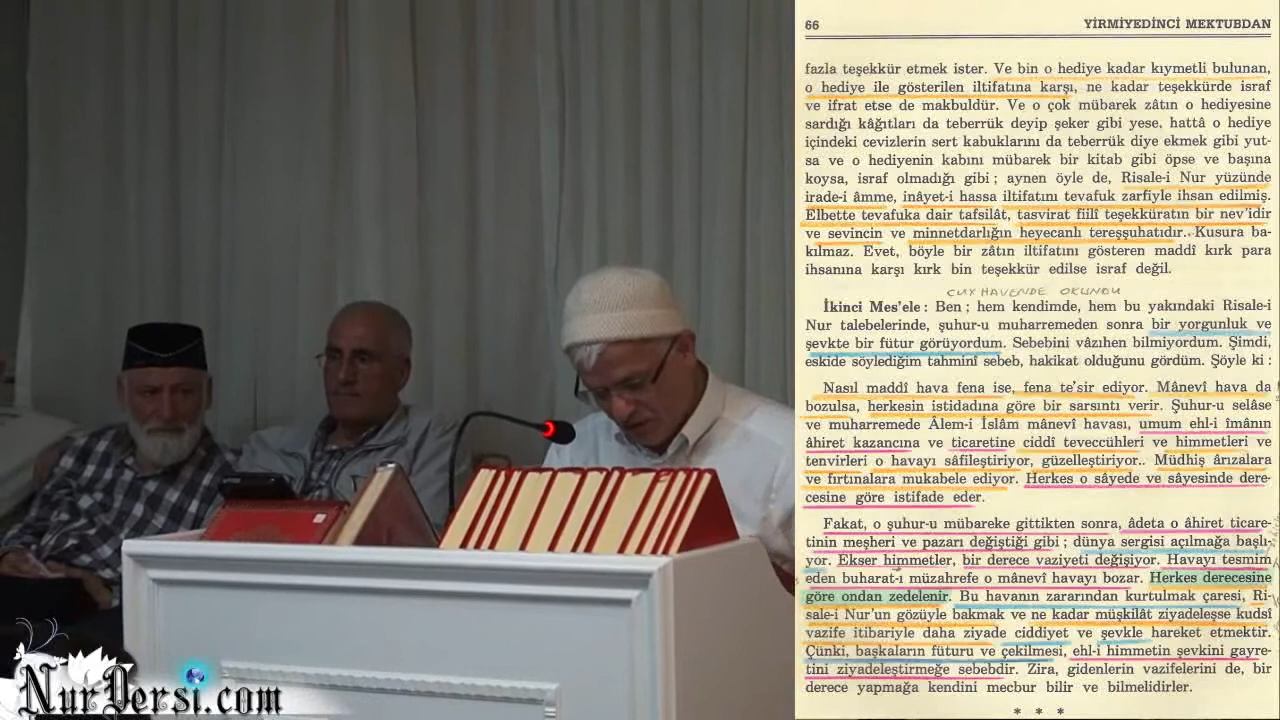 66
YİRMİYEDİNCİ MEKTUBDAN
fazla teşekkür etmek ister. Ve bin o hediye kadar kıymetli bulunan,
o hediye ile gösterilen iltifatına karşı, ne kadar teşekkürde israf
ve ifrat etse de makbuldür. Ve o çok mübarek zâtın o hediyesine
sardığı kâğıtları da teberrük deyip şeker gibi yese, hattâ o hediye
içindeki cevizlerin sert kabuklarını da teberrük diye ekmek gibi yut-
sa ve o hediyenin kabını mübarek bir kitab gibi öpse ve başına
koysa, israf olmadığı gibi; aynen öyle de, Risale-i Nur yüzünde
irade-i âmme, inâyet-i hassa iltifatını tevafuk zarfiyle ihsan edilmiş.
Elbette tevafuka dair tafsilât, tasvirat fiilî teşekküratın bir nev'idir
ve sevincin ve minnetdarlığın heyecanlı tereşşuhatıdır.. Kusura ba-
kılmaz. Evet, böyle bir zâtın iltifatını gösteren maddî kırk para
ihsanına karşı kırk bin teşekkür edilse israf değil.
CUXHAVENDE OKUNDU
İkinci Mes'ele: Ben; hem kendimde, hem bu yakındaki Risale-i
Nur talebelerinde, şuhur-u muharremeden sonra bir yorgunluk ve
şevkte bir fütur görüyordum. Sebebini vâzıhen bilmiyordum. Şimdi,
eskide söylediğim tahminî sebeb, hakikat olduğunu gördüm. Şöyle ki:
Nasıl maddî hava fena ise, fena te'sir ediyor. Mânevî hava da
bozulsa, herkesin istidadına göre bir sarsıntı verir. Şuhur-u selâse
ve muharremede Âlem-i İslâm mânevî havası, umum ehl-i îmânın
âhiret kazancına ve ticaretine ciddî teveccühleri ve himmetleri ve
tenvirleri o havayı sâfileştiriyor, güzelleştiriyor.. Müdhiş ârızalara
ve fırtınalara mukabele ediyor. Herkes o sâyede ve sâyesinde dere-
cesine göre istifade eder.
Fakat, o şuhur-u mübareke gittikten sonra, âdeta o âhiret ticare-
tinin meşheri ve pazarı değiştiği gibi; dünya sergisi açılmağa başlı-
yor. Ekser himmetler, bir derece vaziyeti değişiyor. Havayı tesmim
eden buharat-ı müzahrefe o mânevî havayı bozar. Herkes derecesine
göre ondan zedelenir. Bu havanın zararından kurtulmak çaresi, Ri-
sale-i Nur'un gözüyle bakmak ve ne kadar müşkilât ziyadeleşse kudsî
vazife itibariyle daha ziyade ciddiyet ve şevkle hareket etmektir.
Çünki, başkaların füturu ve çekilmesi, ehl-i himmetin şevkini gayre-
tini ziyadeleştirmeğe sebebdir. Zira, gidenlerin vazifelerini de, bir
derece yapmağa kendini mecbur bilir ve bilmelidirler.
* * *
NurDersi.com